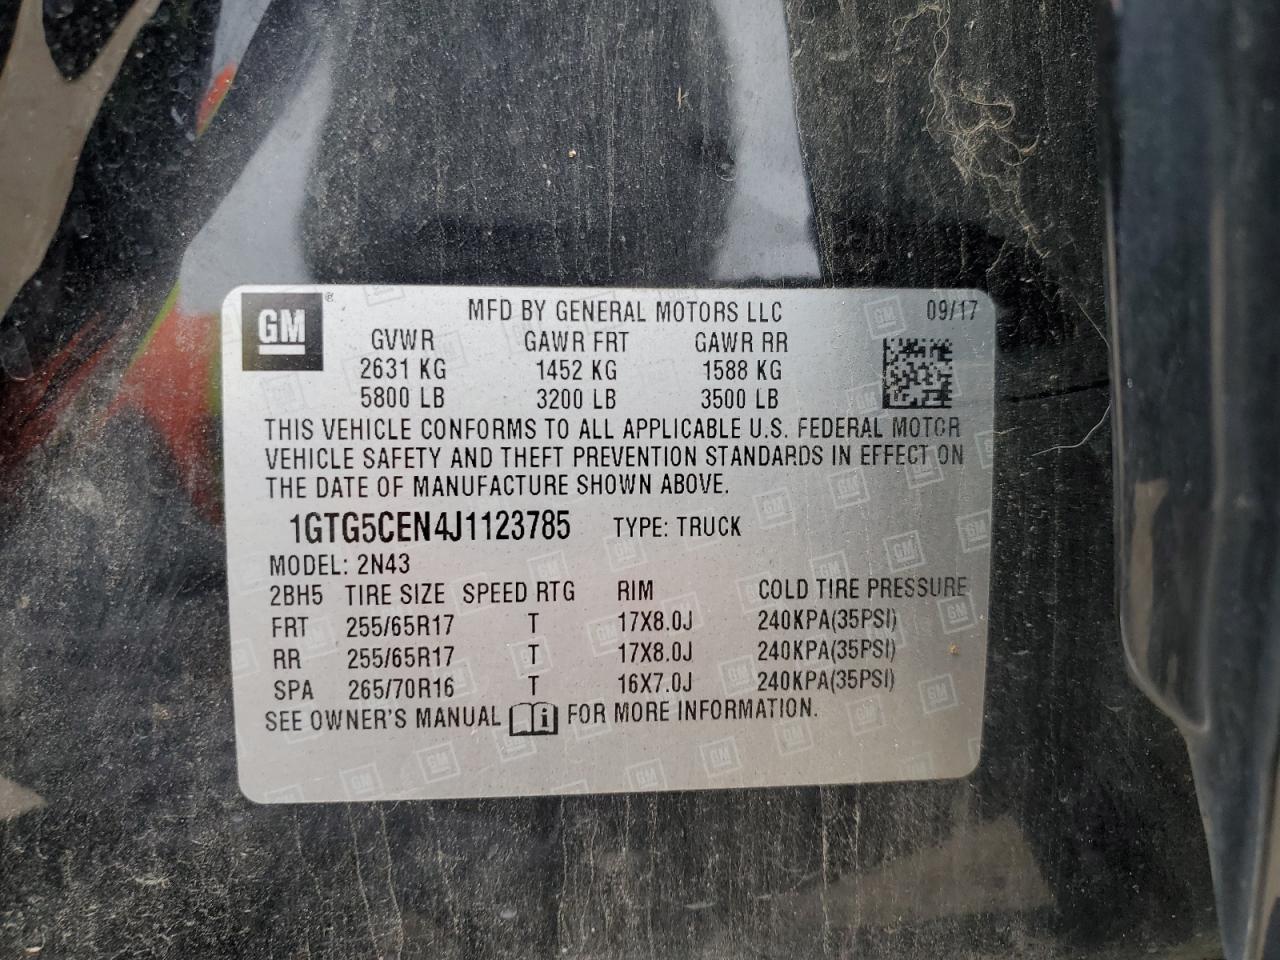 GM ®
MFD BY GENERAL MOTORS LLC 09/17
GVWR GAWR FRT GAWR RR
2631 KG 1452 KG 1588 KG
5800 LB 3200 LB 3500 LB
THIS VEHICLE CONFORMS TO ALL APPLICABLE U.S. FEDERAL MOTOR
VEHICLE SAFETY AND THEFT PREVENTION STANDARDS IN EFFECT ON
THE DATE OF MANUFACTURE SHOWN ABOVE.
1GTG5CEN4J1123785 TYPE: TRUCK
MODEL: 2N43
2BH5 TIRE SIZE SPEED RTG RIM COLD TIRE PRESSURE
FRT 255/65R17 T 17X8.0J 240KPA(35PSI)
RR 255/65R17 T 17X8.0J 240KPA(35PSI)
SPA 265/70R16 T 16X7.0J 240KPA(35PSI)
SEE OWNER'S MANUAL i FOR MORE INFORMATION.